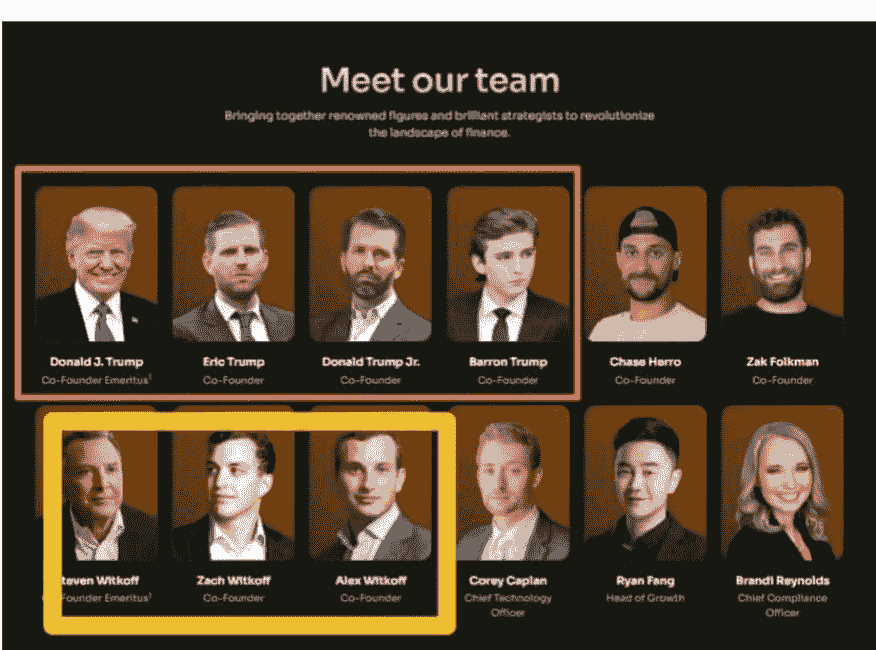 Meet our team
Bringing together renowned figures and brilliant strategists to revolutionize
the landscape of finance.
Donald J. Trump
Eric Trump
Donald Trump Jr.
Barron Trump
Chase Herro
Zak Folkman
Co-Founder Emeritus¹
Co-Founder
Co-Founder
Co-Founder
Co-Founder
Co-Founder
teven Witkoff
Zach Witkoff
Alex Witkoff
Corey Caplan
Ryan Fang
Brandi Reynolds
Founder Emeritus¹
Co-Founder
Co-Founder
Chief Technology
Officer
Head of Growth
Chief Compliance
Officer